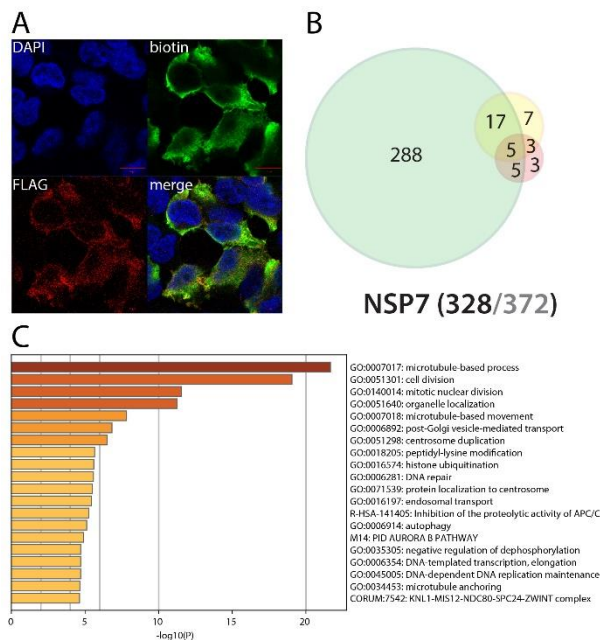 A
B
DAPI
biotin
FLAG
merge
17
7
288
5
3
5
3
NSP7 (328/372)
C
GO:0007017: microtubule-based process
GO:0051301: cell division
GO:0140014: mitotic nuclear division
GO:0051640: organelle localization
GO:0007018: microtubule-based movement
GO:0006892: post-Golgi vesicle-mediated transport
GO:0051298: centrosome duplication
GO:0018205: peptidyl-lysine modification
GO:0016574: histone ubiquitination
GO:0006281: DNA repair
GO:0071539: protein localization to centrosome
GO:0016197: endosomal transport
R-HSA-141405: Inhibition of the proteolytic activity of APC/C
GO:0006914: autophagy
M14: PID AURORA B PATHWAY
GO:0035305: negative regulation of dephosphorylation
GO:0006354: DNA-templated transcription, elongation
GO:0045005: DNA-dependent DNA replication maintenance
GO:0034453: microtubule anchoring
CORUM:7542: KNL1-MIS12-NDC80-SPC24-ZWINT complex
0 5 10 15 20
-log10(P)